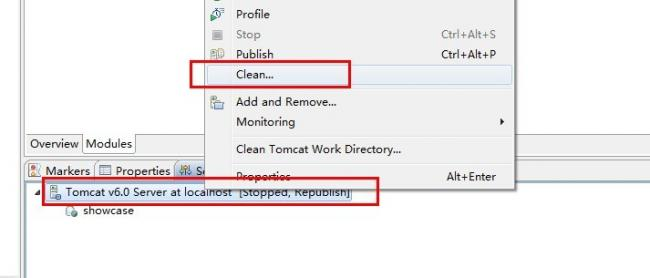 Profile
Stop Ctrl+Alt+S
Publish Ctrl+Alt+P
Clean...
Add and Remove...
Monitoring
Clean Tomcat Work Directory...
Properties Alt+Enter
Overview Modules
Markers Properties
Tomcat v6.0 Server at localhost [Stopped, Republish]
showcase